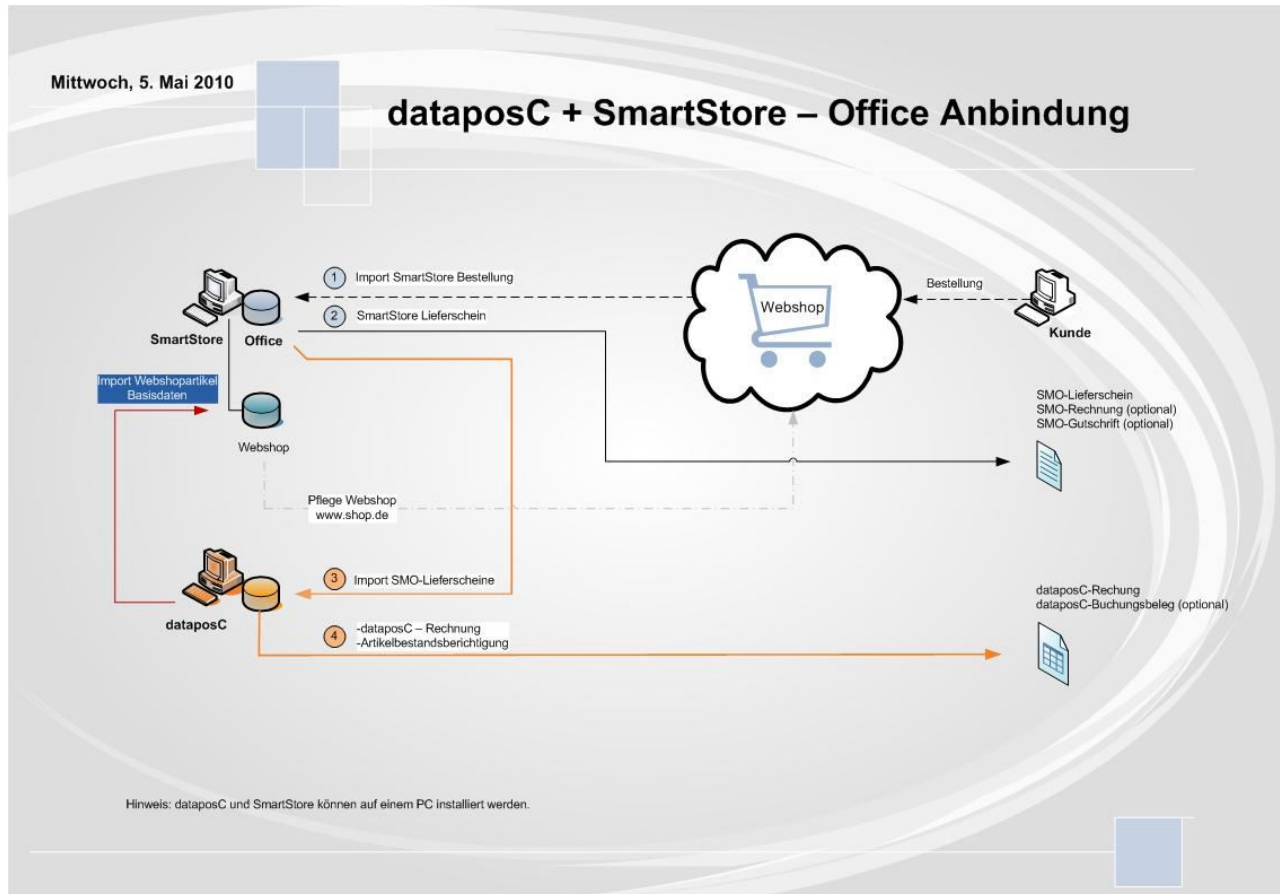 Mittwoch, 5. Mai 2010
dataposC + SmartStore – Office Anbindung
1
Import SmartStore Bestellung
2
SmartStore Lieferschein
SmartStore
Office
Webshop
Bestellung
Kunde
Import Webshopartikel
Basisdaten
Webshop
SMO-Lieferschein
SMO-Rechnung (optional)
SMO-Gutschrift (optional)
Pflege Webshop
www.shop.de
3
Import SMO-Lieferscheine
dataposC
4
-dataposC – Rechnung
-Artikelbestandsberichtigung
dataposC-Rechung
dataposC-Buchungsbeleg (optional)
Hinweis: dataposC und SmartStore können auf einem PC installiert werden.